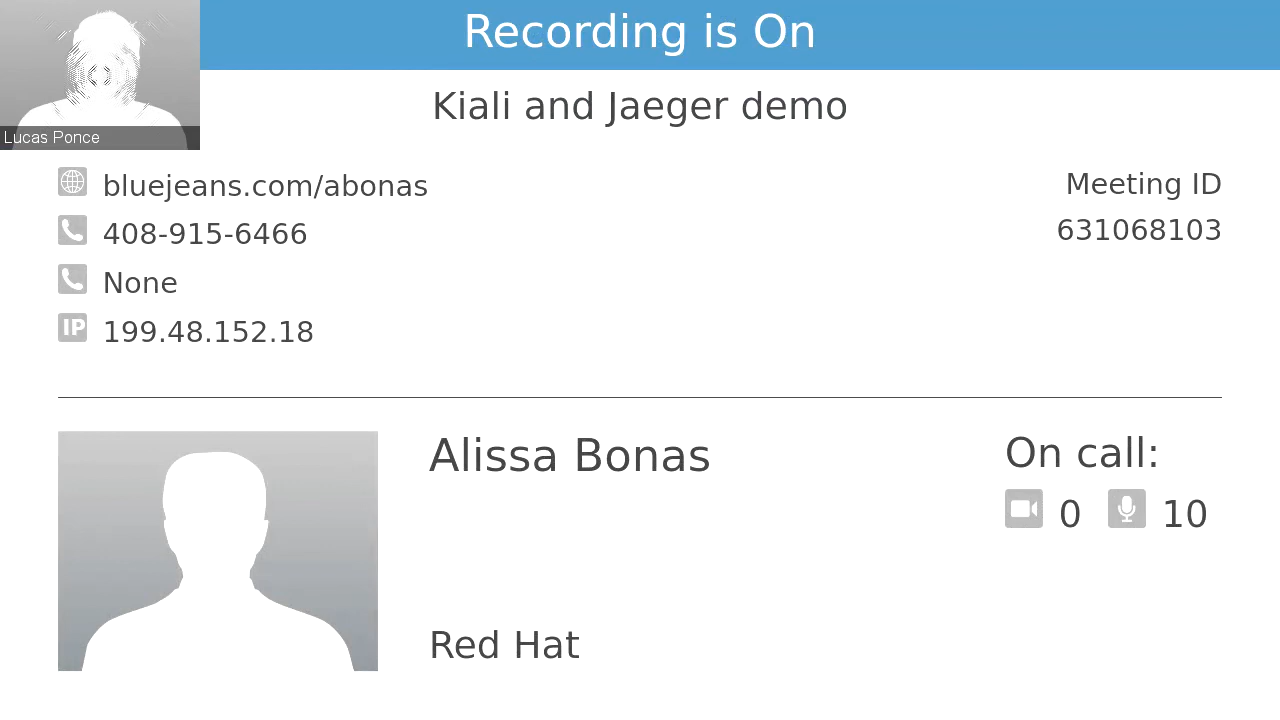 Recording is On
Lucas Ponce
Kiali and Jaeger demo
bluejeans.com/abonas
408-915-6466
None
IP 199.48.152.18
Meeting ID
631068103
Alissa Bonas
Red Hat
On call:
0 10